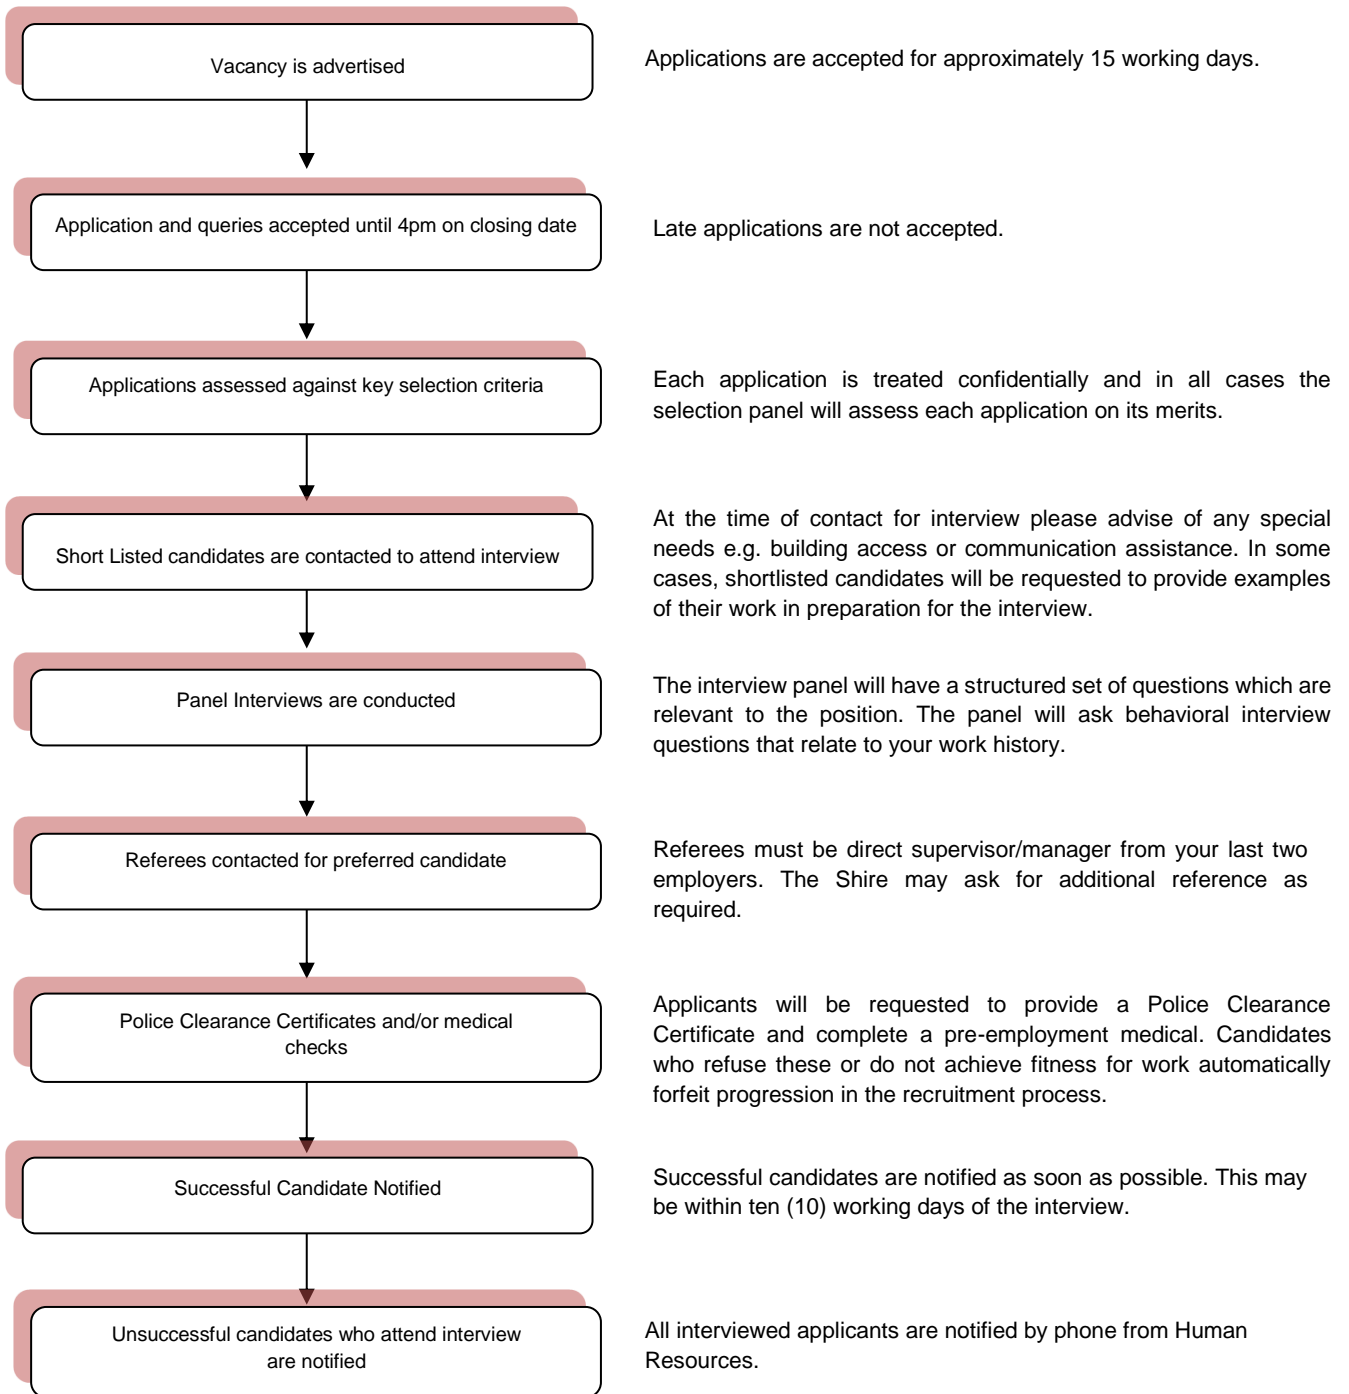 Vacancy is advertised
Applications are accepted for approximately 15 working days.
Application and queries accepted until 4pm on closing date
Late applications are not accepted.
Applications assessed against key selection criteria
Each application is treated confidentially and in all cases the
selection panel will assess each application on its merits.
Short Listed candidates are contacted to attend interview
At the time of contact for interview please advise of any special
needs e.g. building access or communication assistance. In some
cases, shortlisted candidates will be requested to provide examples
of their work in preparation for the interview.
Panel Interviews are conducted
The interview panel will have a structured set of questions which are
relevant to the position. The panel will ask behavioral interview
questions that relate to your work history.
Referees contacted for preferred candidate
Referees must be direct supervisor/manager from your last two
employers. The Shire may ask for additional reference as
required.
Police Clearance Certificates and/or medical
checks
Applicants will be requested to provide a Police Clearance
Certificate and complete a pre-employment medical. Candidates
who refuse these or do not achieve fitness for work automatically
forfeit progression in the recruitment process.
Successful Candidate Notified
Successful candidates are notified as soon as possible. This may
be within ten (10) working days of the interview.
Unsuccessful candidates who attend interview
are notified
All interviewed applicants are notified by phone from Human
Resources.